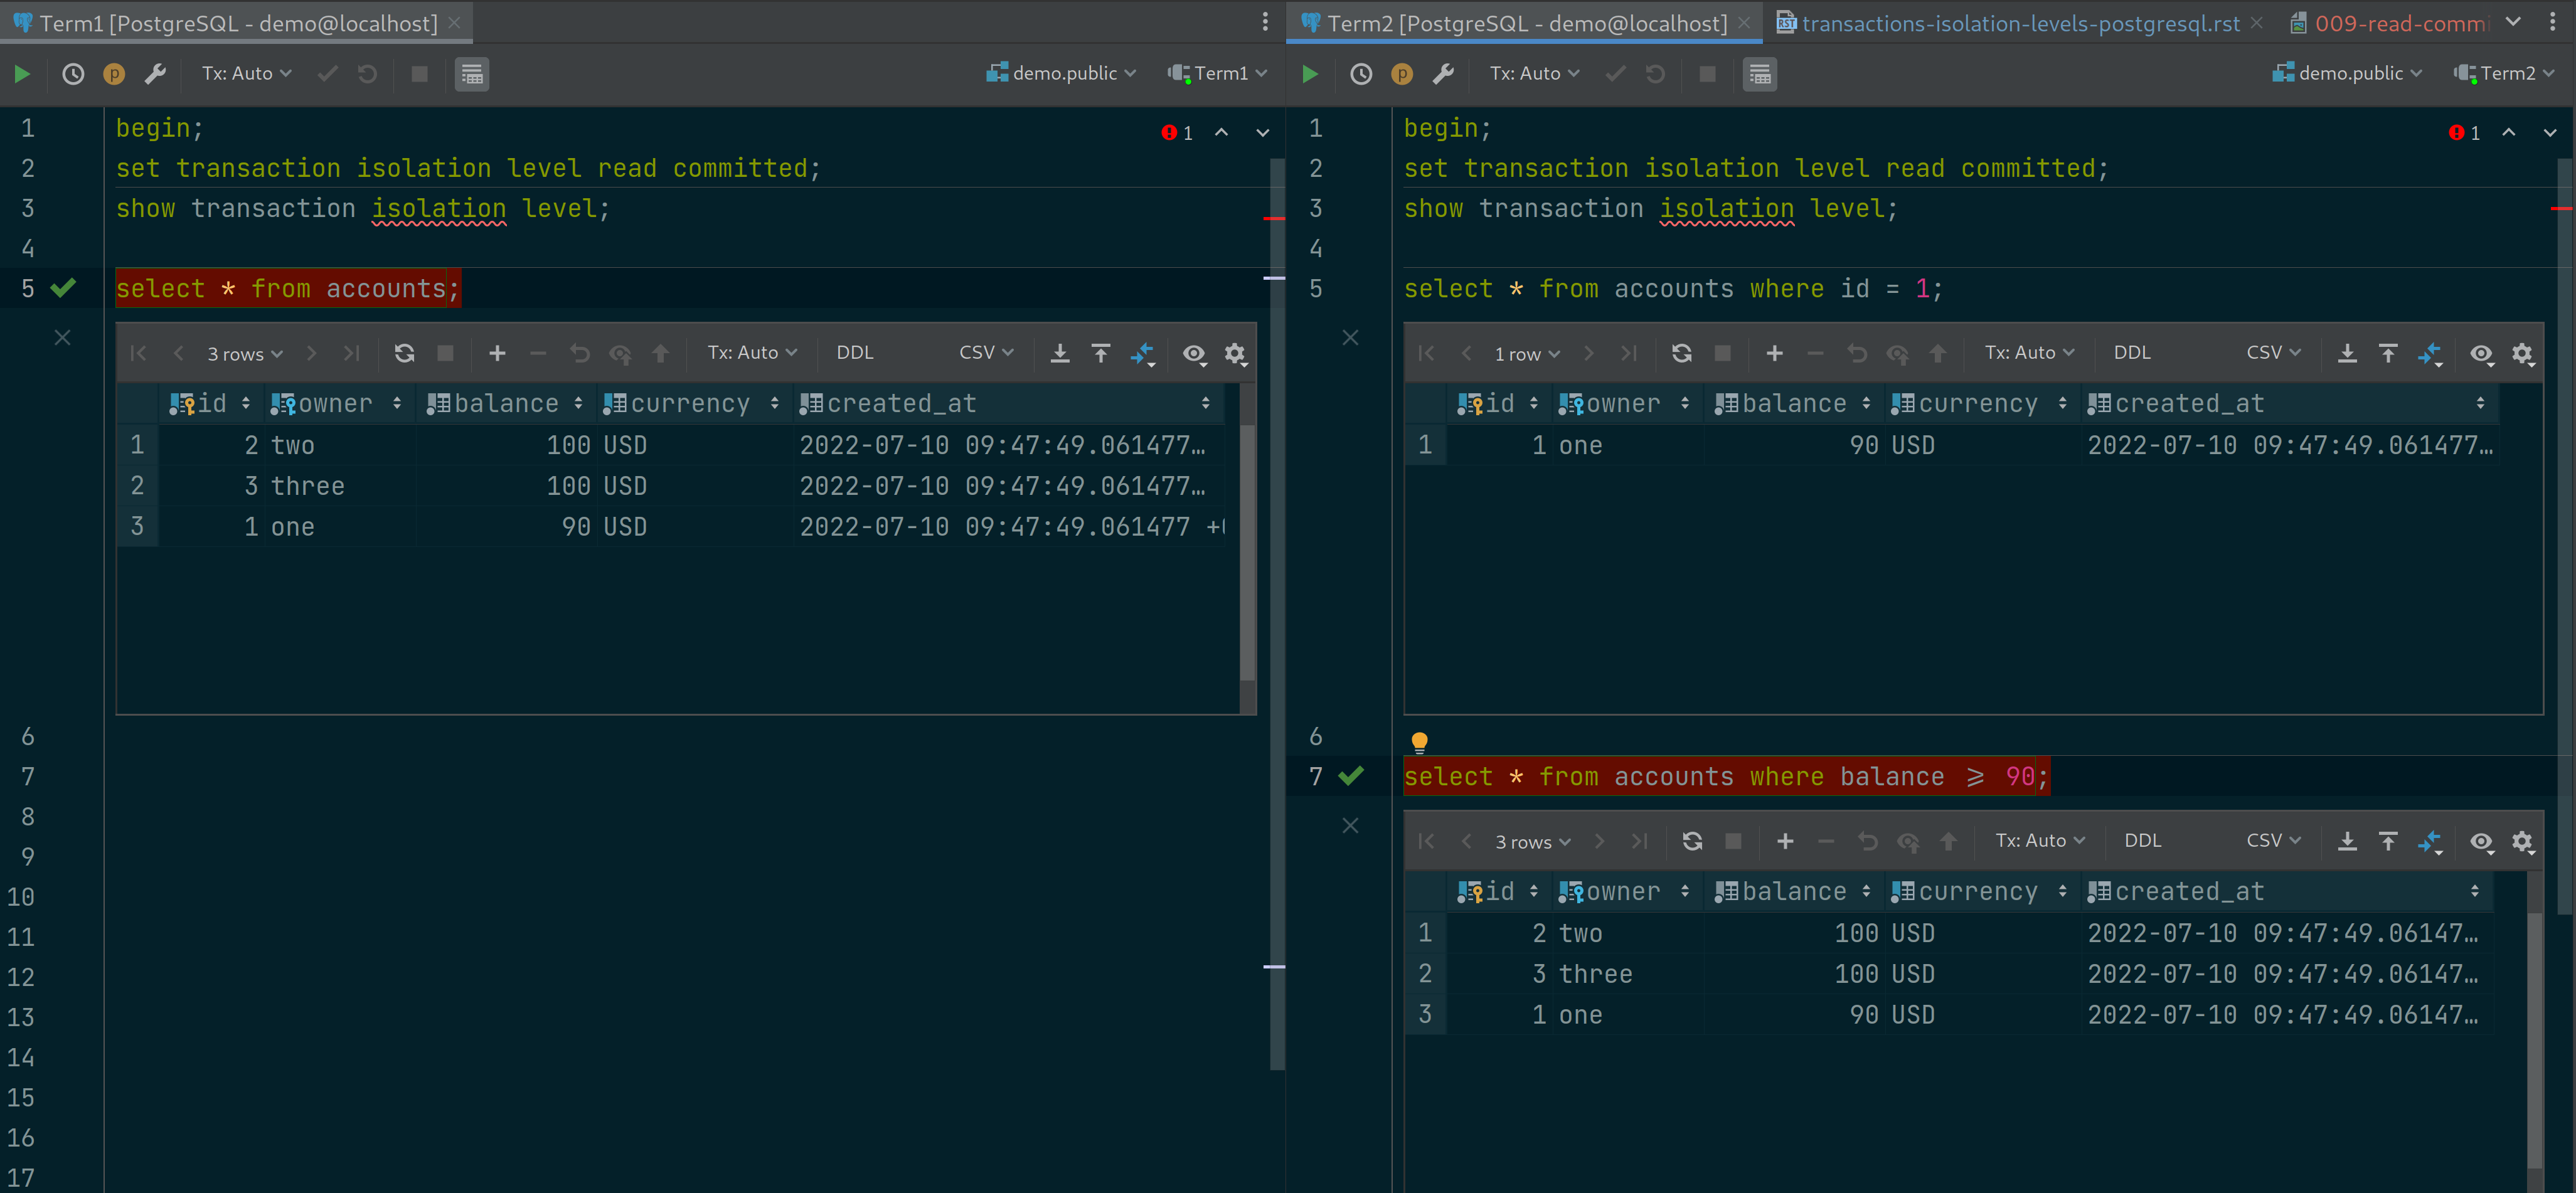 Term1 [PostgreSQL - demo@localhost]
Tx: Auto
demo.public
Term1
1 begin;
1
2 set transaction isolation level read committed;
3 show transaction isolation level;
4
5 select * from accounts;
3 rows
Tx: Auto
DDL
CSV
id owner balance currency created_at
1 2 two 100 USD 2022-07-10 09:47:49.061477…
2 3 three 100 USD 2022-07-10 09:47:49.061477…
3 1 one 90 USD 2022-07-10 09:47:49.061477 +
6
7
8
9
10
11
12
13
14
15
16
17
Term2 [PostgreSQL - demo@localhost]
transactions-isolation-levels-postgresql.rst
009-read-comm
Tx: Auto
demo.public
Term2
1 begin;
1
2 set transaction isolation level read committed;
3 show transaction isolation level;
4
5 select * from accounts where id = 1;
1 row
Tx: Auto
DDL
CSV
id owner balance currency created_at
1 1 one 90 USD 2022-07-10 09:47:49.061477…
6
7 select * from accounts where balance ⩾ 90;
3 rows
Tx: Auto
DDL
CSV
id owner balance currency created_at
1 2 two 100 USD 2022-07-10 09:47:49.06147…
2 3 three 100 USD 2022-07-10 09:47:49.06147…
3 1 one 90 USD 2022-07-10 09:47:49.06147…